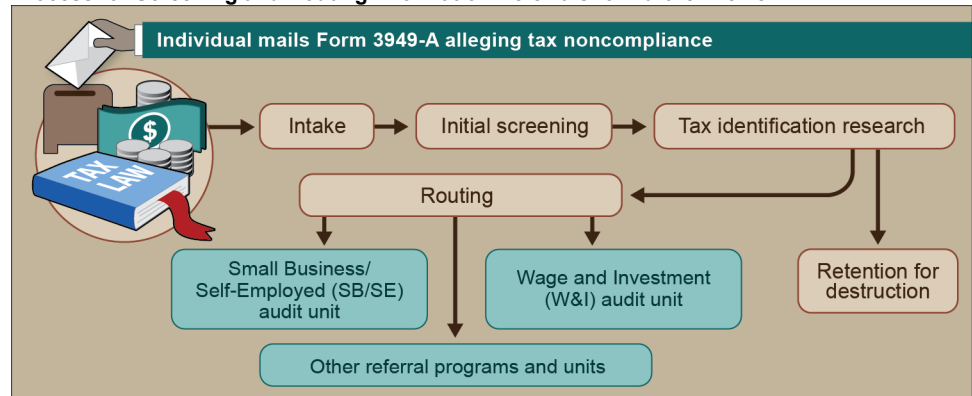 Individual mails Form 3949-A alleging tax noncompliance
$
TAX
LAW
Intake
Initial screening
Tax identification research
Routing
Small Business/
Self-Employed (SB/SE)
audit unit
Wage and Investment
(W&I) audit unit
Retention for
destruction
Other referral programs and units